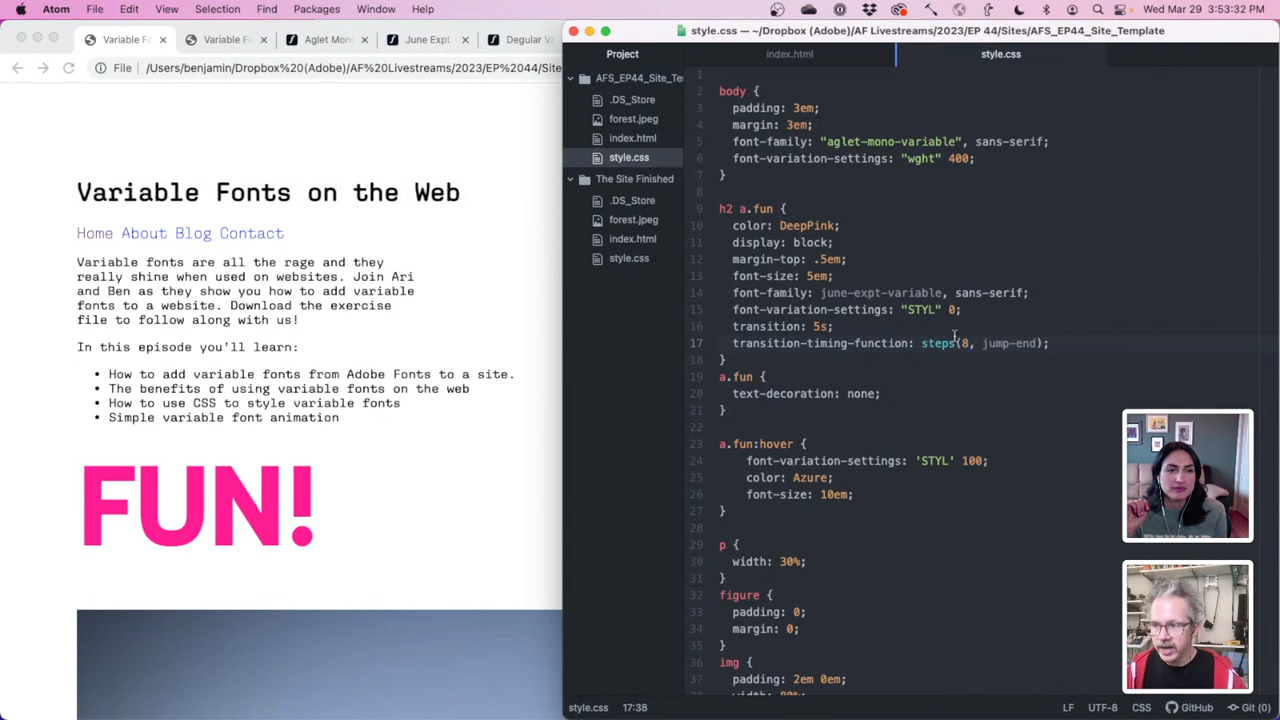 Atom File Edit View Selection Find Packages Window Help
Wed Mar 29 3:53:32 PM
Variable F
Variable F
Aglet Mon
June Expt
Degular Va
File /Users/benjamin/Dropbox%20(Adobe)/AF%20Livestreams/2023/EP%2044/Site
Variable Fonts on the Web
Home About Blog Contact
Variable fonts are all the rage and they
really shine when used on websites. Join Ari
and Ben as they show you how to add variable
fonts to a website. Download the exercise
file to follow along with us!
In this episode you'll learn:
• How to add variable fonts from Adobe Fonts to a site.
• The benefits of using variable fonts on the web
• How to use CSS to style variable fonts
• Simple variable font animation
FUN!
style.css — ~/Dropbox (Adobe)/AF Livestreams/2023/EP 44/Sites/AFS_EP44_Site_Template
Project
index.html
style.css
AFS_EP44_Site_Te
.DS_Store
forest.jpeg
index.html
style.css
The Site Finished
.DS_Store
forest.jpeg
index.html
style.css
1
2 body {
3 padding: 3em;
4 margin: 3em;
5 font-family: "aglet-mono-variable", sans-serif;
6 font-variation-settings: "wght" 400;
7 }
8
9 h2 a.fun {
10 color: DeepPink;
11 display: block;
12 margin-top: .5em;
13 font-size: 5em;
14 font-family: june-expt-variable, sans-serif;
15 font-variation-settings: "STYL" 0;
16 transition: 5s;
17 transition-timing-function: steps(8, jump-end);
18 }
19 a.fun {
20 text-decoration: none;
21 }
22
23 a.fun:hover {
24 font-variation-settings: 'STYL' 100;
25 color: Azure;
26 font-size: 10em;
27 }
28
29 p {
30 width: 30%;
31 }
32 figure {
33 padding: 0;
34 margin: 0;
35 }
36 img {
37 padding: 2em 0em;
style.css 17:38
LF UTF-8 CSS GitHub Git (0)